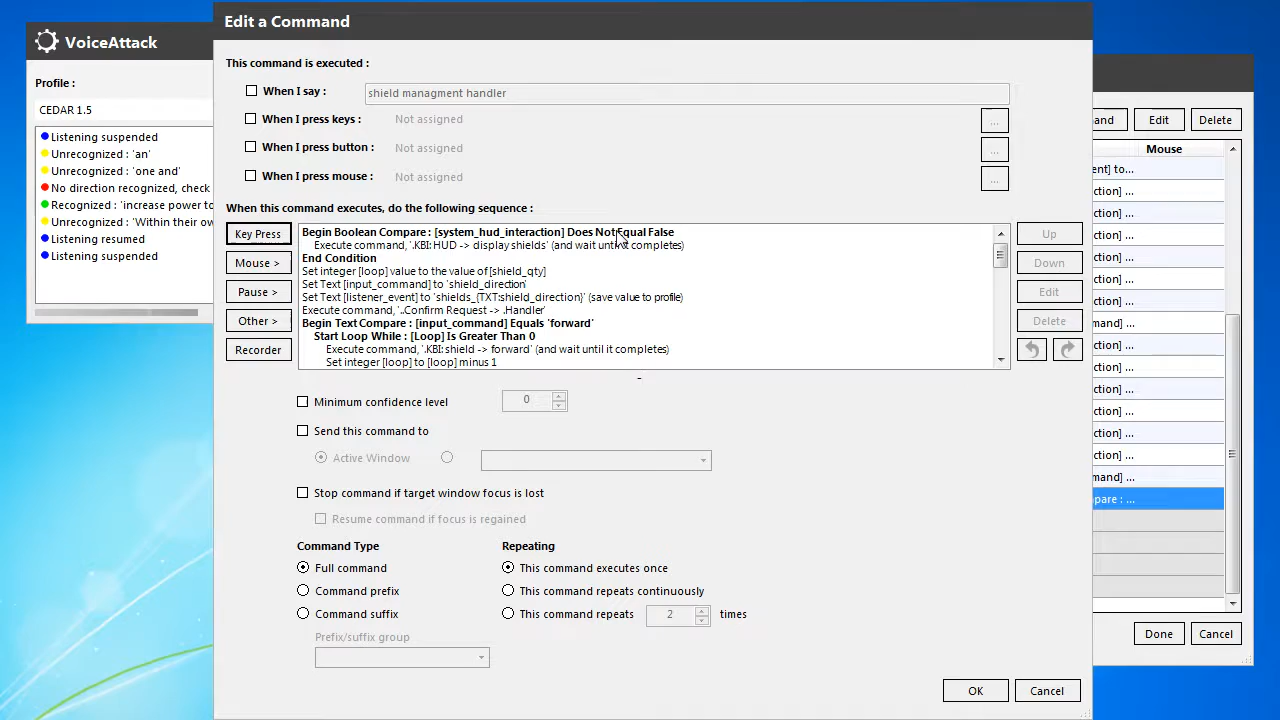 Edit a Command
VoiceAttack
This command is executed :
Profile :
When I say :
shield managment handler
CEDAR 1.5
When I press keys :
Not assigned
...
and
Edit
Delete
Listening suspended
Unrecognized : 'an'
When I press button :
Not assigned
...
Mouse
Unrecognized : 'one and'
When I press mouse :
Not assigned
...
ent] to...
No direction recognized, check
ction] ...
Recognized : 'increase power to
When this command executes, do the following sequence :
ction] ...
Unrecognized : 'Within their ow
Listening resumed
Listening suspended
Key Press
Mouse >
Pause >
Other >
Recorder
Begin Boolean Compare : [system_hud_interaction] Does Not Equal False
Execute command, '.KBI: HUD -> display shields' (and wait until it completes)
End Condition
Set integer [loop] value to the value of [shield_qty]
Set Text [input_command] to 'shield_direction'
Set Text [listener_event] to 'shields_{TXT:shield_direction}' (save value to profile)
Execute command, '..Confirm Request -> .Handler'
Begin Text Compare : [input_command] Equals 'forward'
Start Loop While : [Loop] Is Greater Than 0
Execute command, '.KBI: shield -> forward' (and wait until it completes)
Set integer [loop] to [loop] minus 1
Up
Down
Edit
Delete
ction] ...
ction] ...
ction] ...
ction] ...
ction] ...
mand] ...
ction] ...
ction] ...
ction] ...
ction] ...
ction] ...
ction] ...
mand] ...
pare : ...
Minimum confidence level
0
Send this command to
Active Window
Stop command if target window focus is lost
Resume command if focus is regained
Command Type
Repeating
Full command
This command executes once
Command prefix
This command repeats continuously
Command suffix
This command repeats
2
times
Prefix/suffix group
Done
Cancel
OK
Cancel